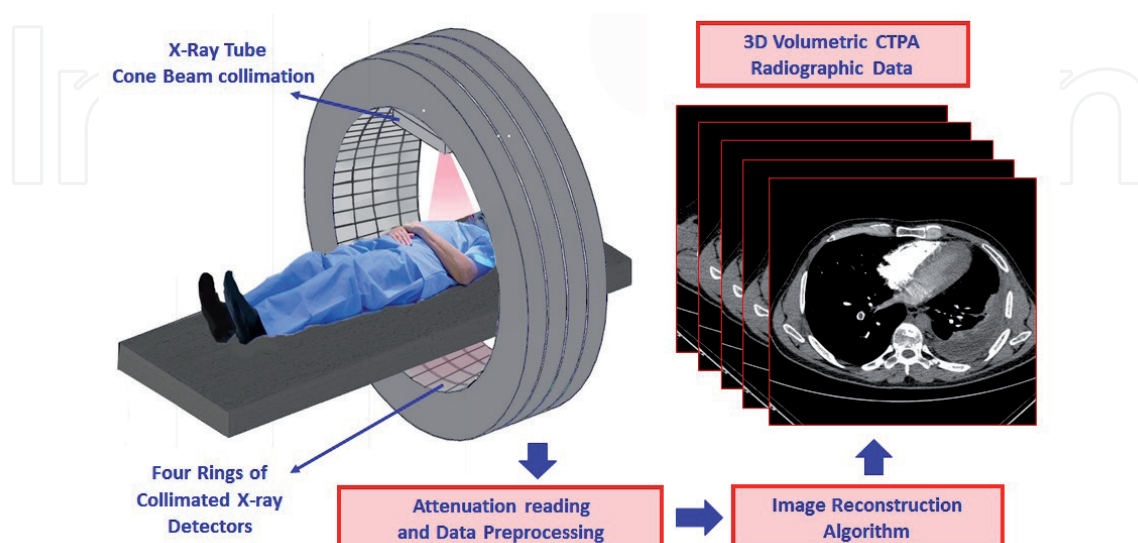 X-Ray Tube
Cone Beam collimation
3D Volumetric CTPA
Radiographic Data
Four Rings of
Collimated X-ray
Detectors
Attenuation reading
and Data Preprocessing
Image Reconstruction
Algorithm